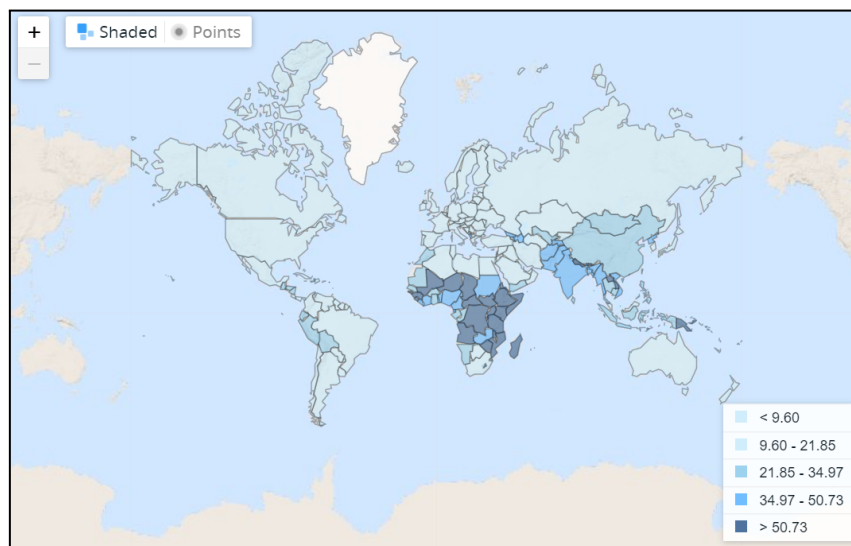 +
Shaded Points
−
< 9.60
9.60 - 21.85
21.85 - 34.97
34.97 - 50.73
> 50.73